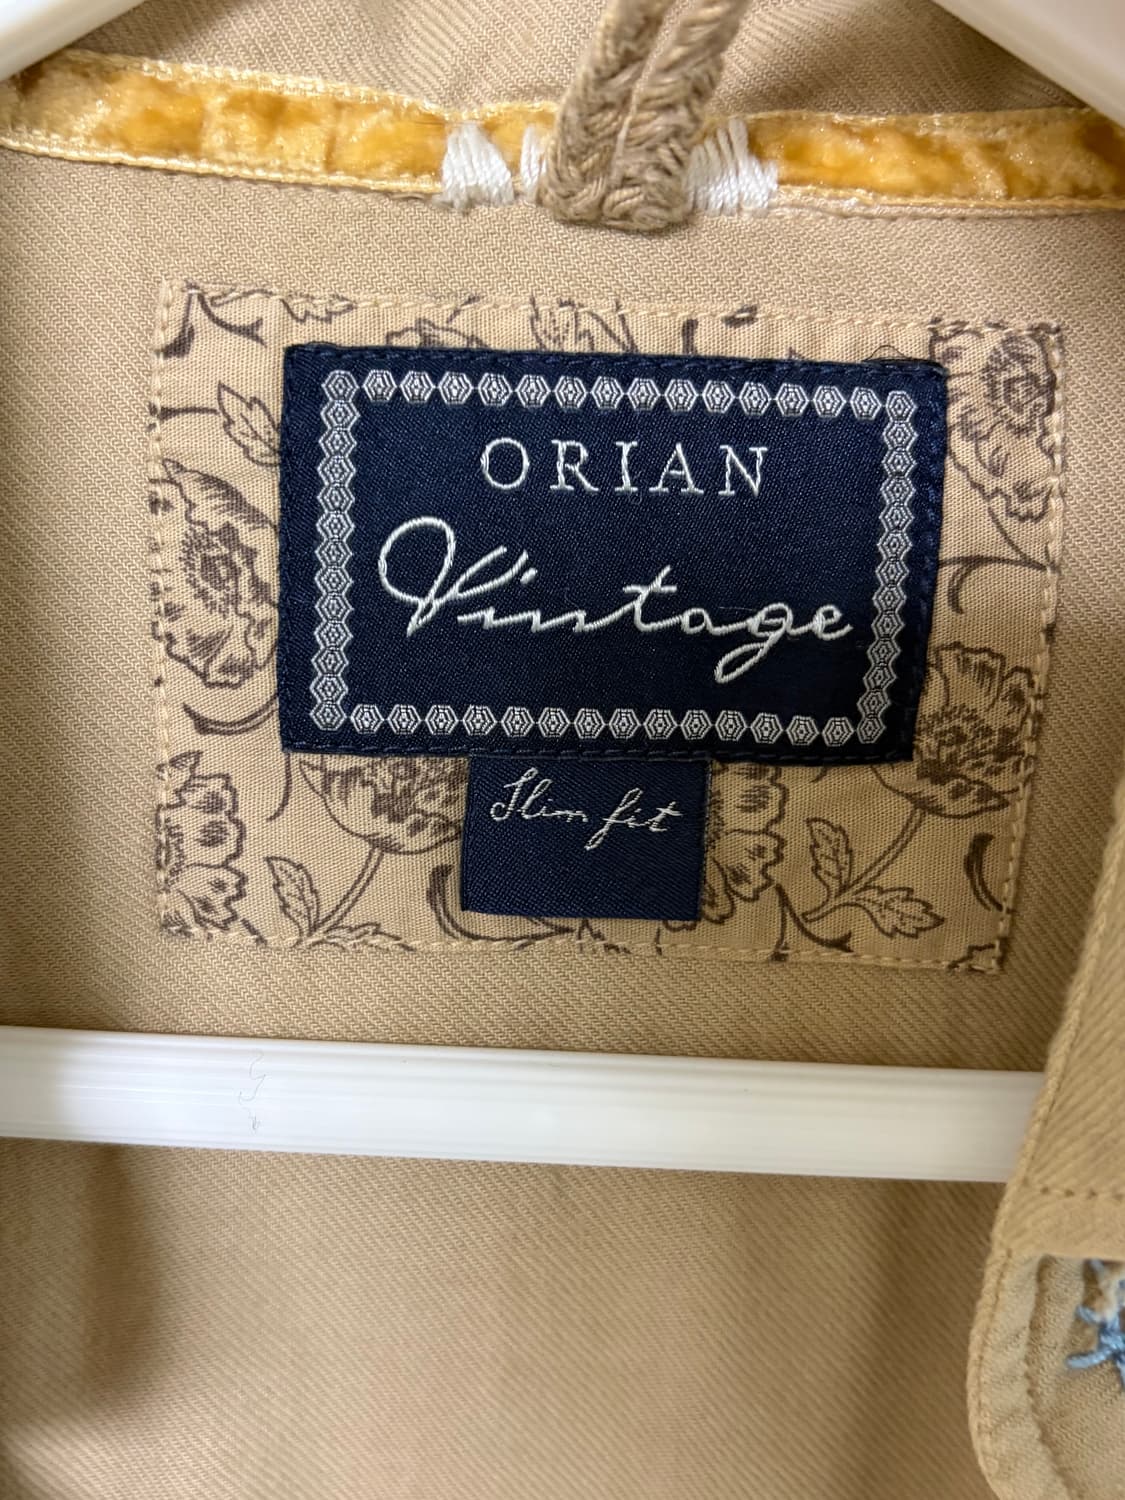 ORIAN
Vintage
Slim fit